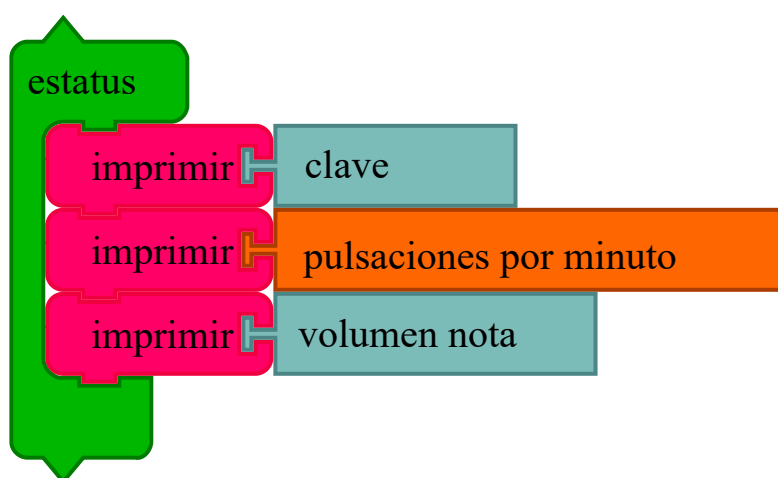 estatus
imprimir clave
imprimir pulsaciones por minuto
imprimir volumen nota